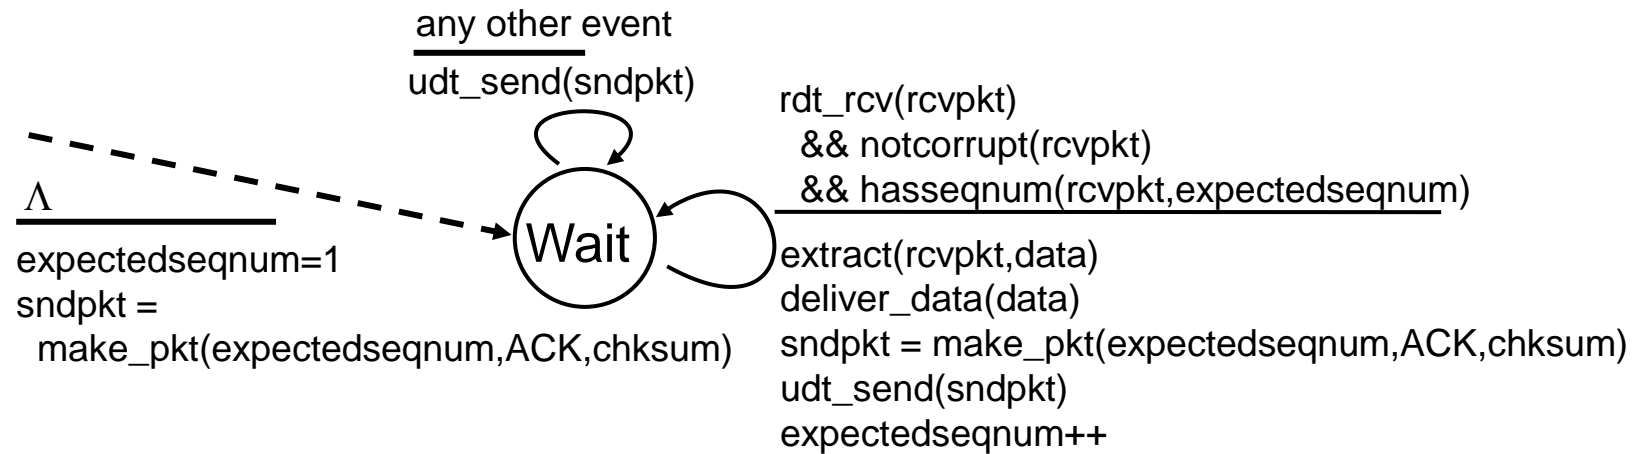 any other event
udt_send(sndpkt)
rdt_rcv(rcvpkt)
&& notcorrupt(rcvpkt)
&& hasseqnum(rcvpkt,expectedseqnum)
Λ
Wait
expectedseqnum=1
sndpkt =
make_pkt(expectedseqnum,ACK,chksum)
extract(rcvpkt,data)
deliver_data(data)
sndpkt = make_pkt(expectedseqnum,ACK,chksum)
udt_send(sndpkt)
expectedseqnum++